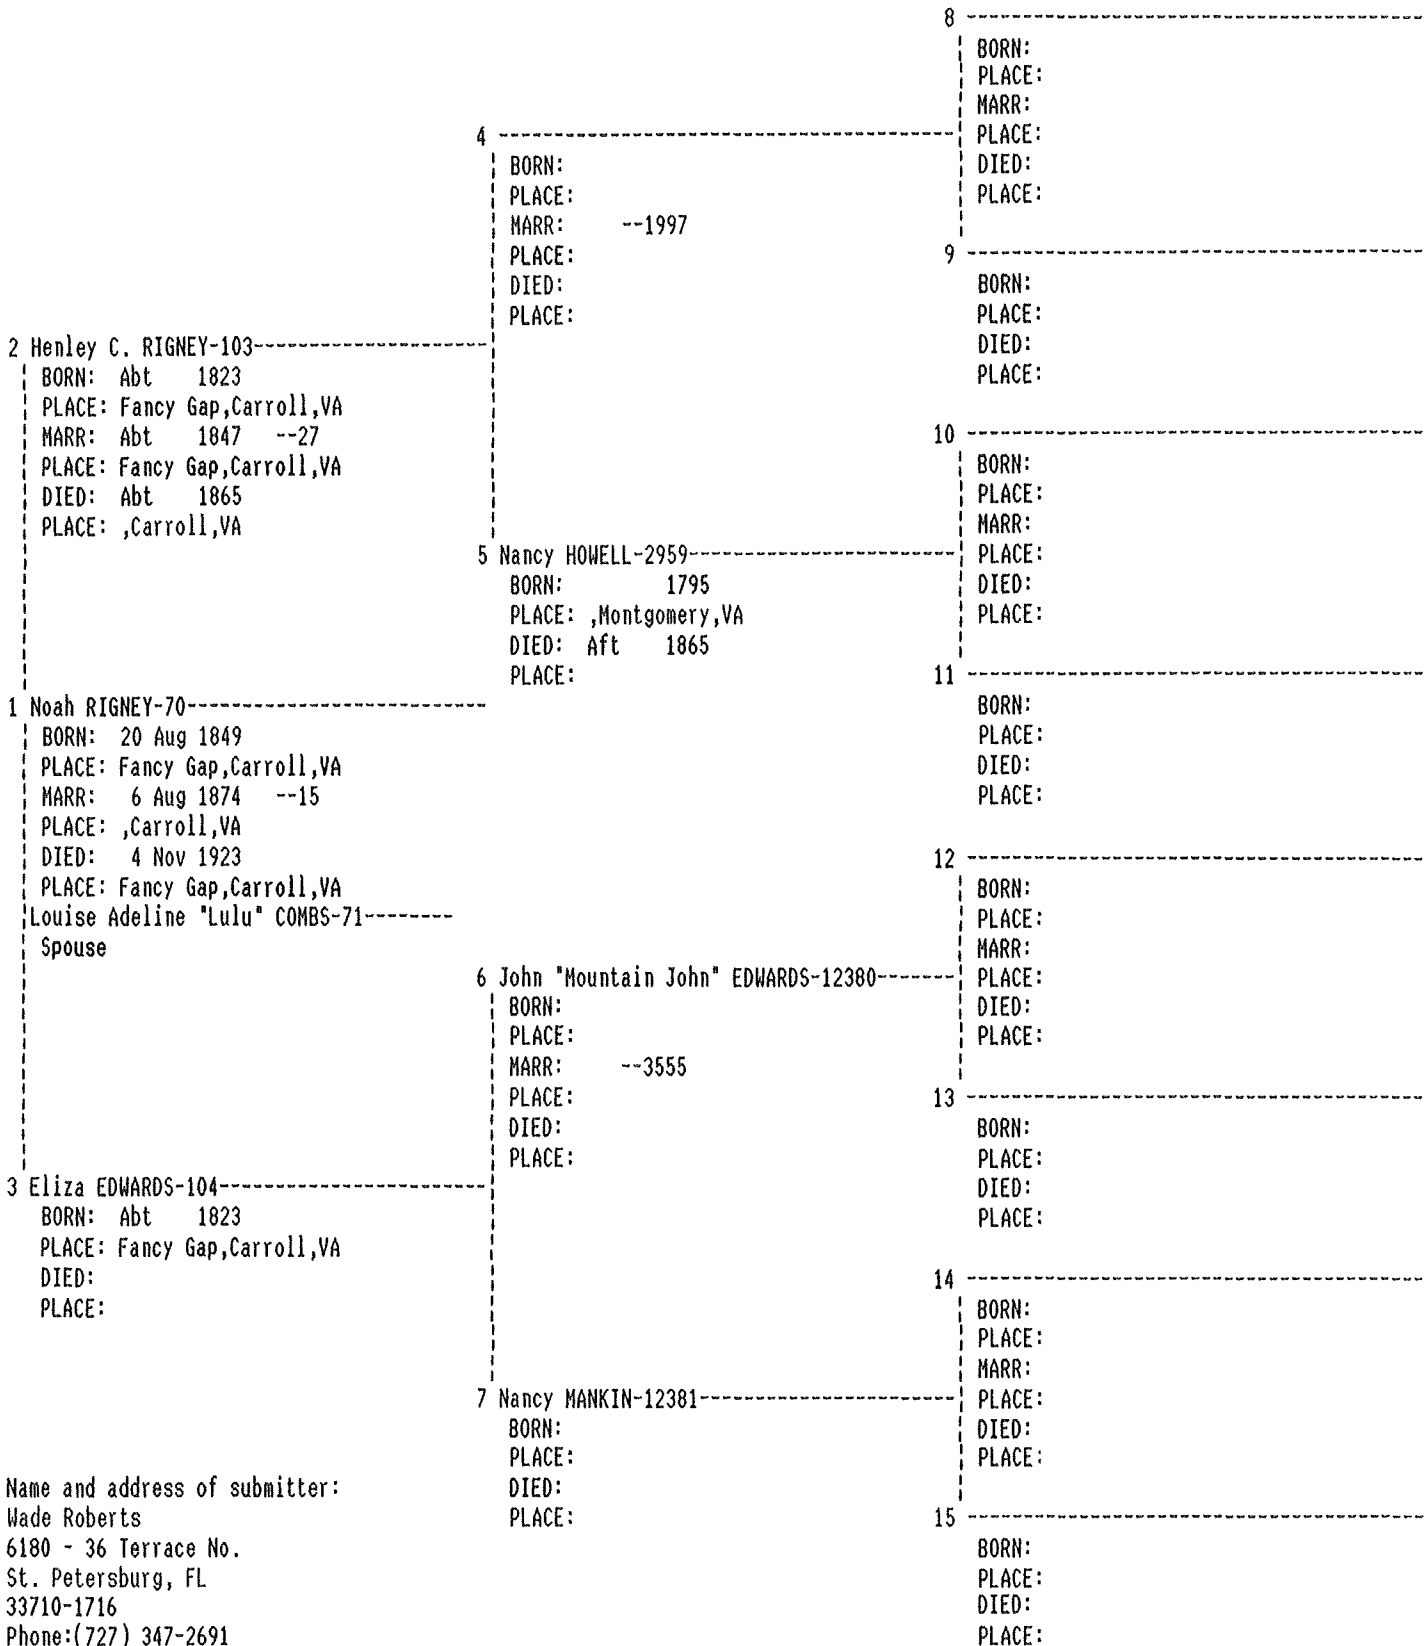 8
BORN:
PLACE:
MARR:
PLACE:
DIED:
PLACE:
4
BORN:
PLACE:
MARR: --1997
PLACE:
DIED:
PLACE:
9
BORN:
PLACE:
DIED:
PLACE:
2 Henley C. RIGNEY-103
BORN: Abt 1823
PLACE: Fancy Gap,Carroll,VA
MARR: Abt 1847 --27
PLACE: Fancy Gap,Carroll,VA
DIED: Abt 1865
PLACE: ,Carroll,VA
10
BORN:
PLACE:
MARR:
PLACE:
DIED:
PLACE:
5 Nancy HOWELL-2959
BORN: 1795
PLACE: ,Montgomery,VA
DIED: Aft 1865
PLACE:
11
BORN:
PLACE:
DIED:
PLACE:
1 Noah RIGNEY-70
BORN: 20 Aug 1849
PLACE: Fancy Gap,Carroll,VA
MARR: 6 Aug 1874 --15
PLACE: ,Carroll,VA
DIED: 4 Nov 1923
PLACE: Fancy Gap,Carroll,VA
Louise Adeline "Lulu" COMBS-71
Spouse
12
BORN:
PLACE:
MARR:
PLACE:
DIED:
PLACE:
6 John "Mountain John" EDWARDS-12380
BORN:
PLACE:
MARR: --3555
PLACE:
DIED:
PLACE:
13
BORN:
PLACE:
DIED:
PLACE:
3 Eliza EDWARDS-104
BORN: Abt 1823
PLACE: Fancy Gap,Carroll,VA
DIED:
PLACE:
14
BORN:
PLACE:
MARR:
PLACE:
DIED:
PLACE:
7 Nancy MANKIN-12381
BORN:
PLACE:
DIED:
PLACE:
15
BORN:
PLACE:
DIED:
PLACE:
Name and address of submitter:
Wade Roberts
6180 - 36 Terrace No.
St. Petersburg, FL
33710-1716
Phone:(727) 347-2691